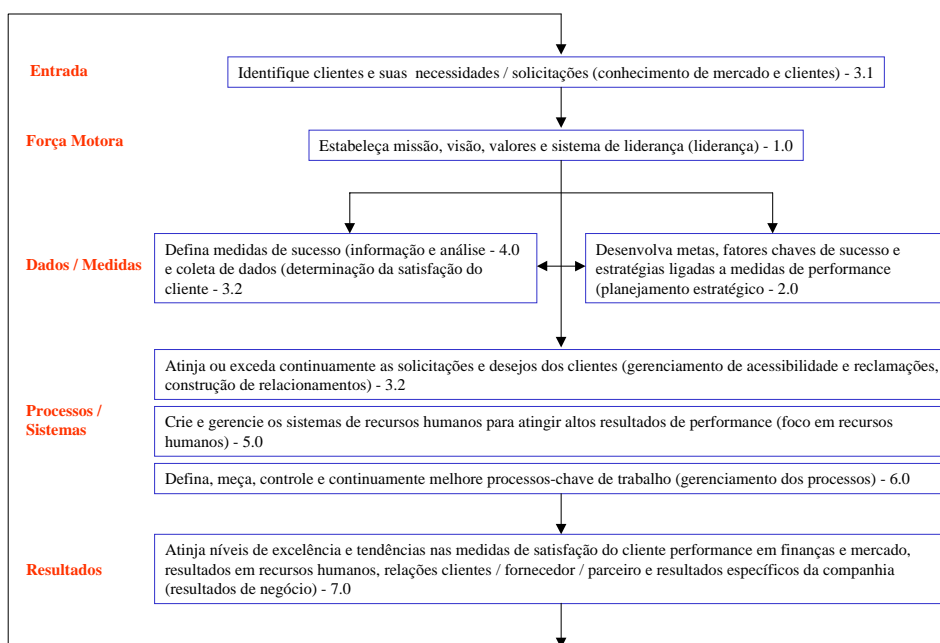 Entrada
Identifique clientes e suas necessidades / solicitações (conhecimento de mercado e clientes) - 3.1
Força Motora
Estabeleça missão, visão, valores e sistema de liderança (liderança) - 1.0
Dados / Medidas
Defina medidas de sucesso (informação e análise - 4.0
e coleta de dados (determinação da satisfação do
cliente - 3.2
Desenvolva metas, fatores chaves de sucesso e
estratégias ligadas a medidas de performance
(planejamento estratégico - 2.0
Processos /
Sistemas
Atinja ou exceda continuamente as solicitações e desejos dos clientes (gerenciamento de acessibilidade e reclamações,
construção de relacionamentos) - 3.2
Crie e gerencie os sistemas de recursos humanos para atingir altos resultados de performance (foco em recursos
humanos) - 5.0
Defina, meça, controle e continuamente melhore processos-chave de trabalho (gerenciamento dos processos) - 6.0
Resultados
Atinja níveis de excelência e tendências nas medidas de satisfação do cliente performance em finanças e mercado,
resultados em recursos humanos, relações clientes / fornecedor / parceiro e resultados específicos da companhia
(resultados de negócio) - 7.0